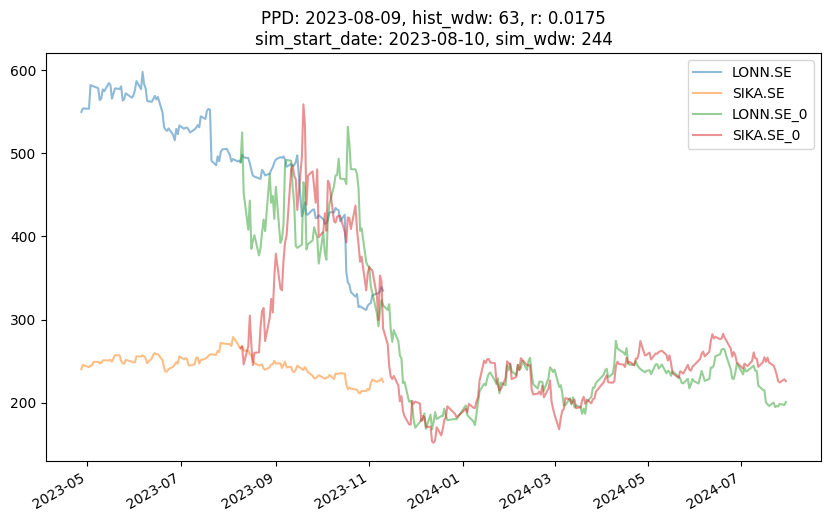 PPD: 2023-08-09, hist_wdw: 63, r: 0.0175
sim_start_date: 2023-08-10, sim_wdw: 244
LONN.SE
SIKA.SE
LONN.SE_0
SIKA.SE_0
600
500
400
300
200
2023-05
2023-07
2023-09
2023-11
2024-01
2024-03
2024-05
2024-07